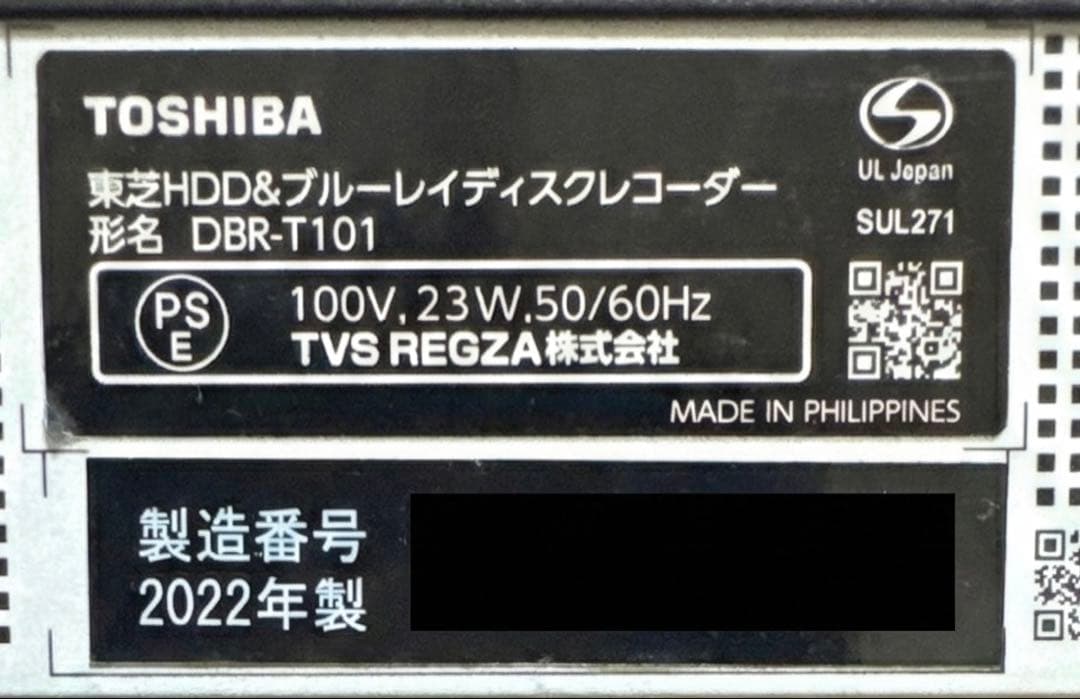 TOSHIBA
UL Japan
東芝HDD&ブルーレイディスクレコーダー
形名 DBR-T101
SUL271
PS
E
100V,23W,50/60Hz
TVS REGZA株式会社
MADE IN PHILIPPINES
製造番号
2022年製